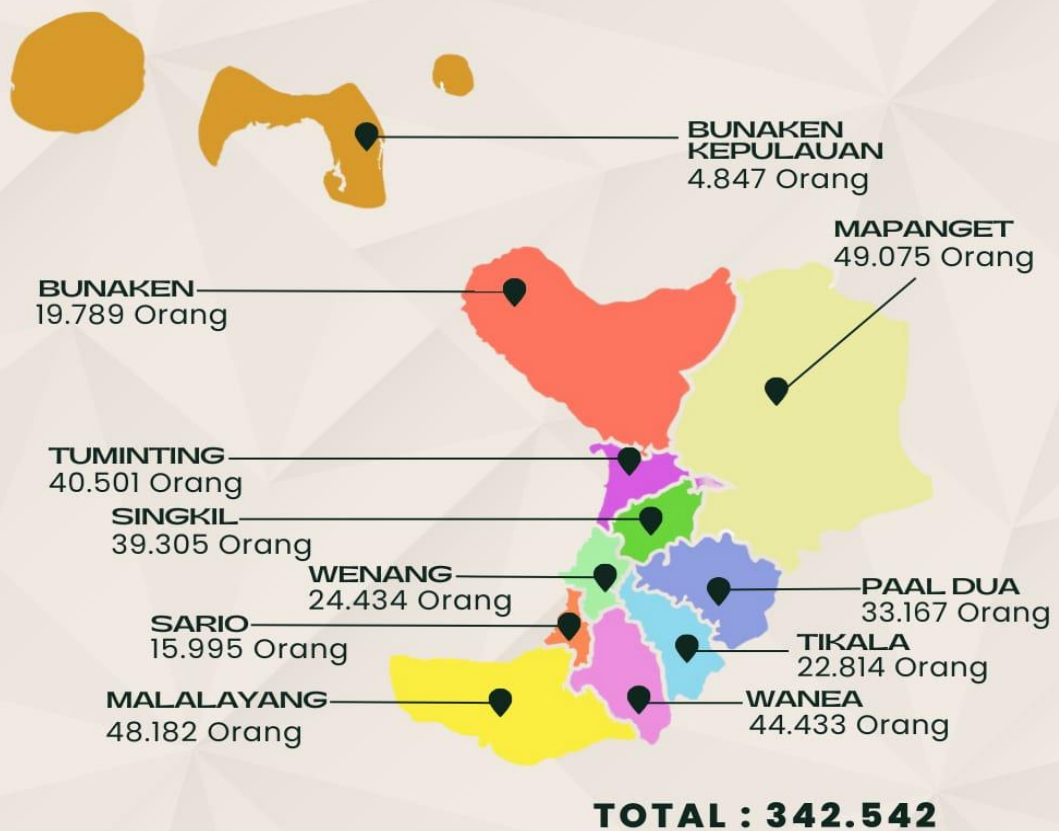 BUNAKEN
KEPULAUAN
4.847 Orang
MAPANGET
49.075 Orang
BUNAKEN
19.789 Orang
TUMINTING
40.501 Orang
SINGKIL
39.305 Orang
WENANG
24.434 Orang
PAAL DUA
33.167 Orang
SARIO
15.995 Orang
TIKALA
22.814 Orang
MALALAYANG
48.182 Orang
WANEA
44.433 Orang
TOTAL : 342.542